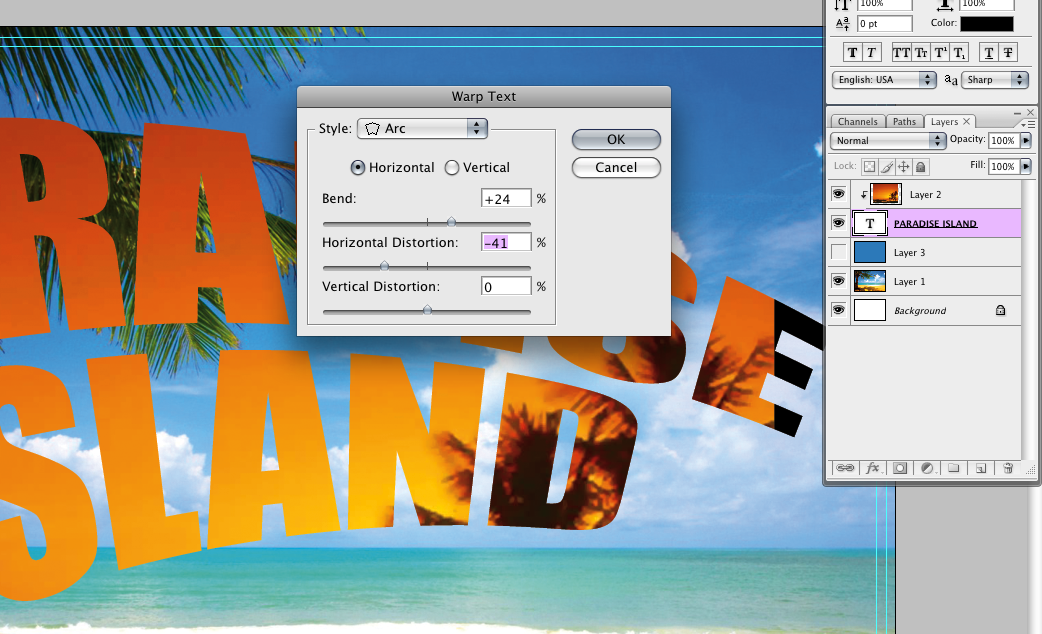 100%
100%
0 pt
Color:
T T TT Tt T¹ T₁ T T
English: USA
aa
Sharp
Warp Text
Style:
Arc
OK
Cancel
Horizontal
Vertical
Bend:
+24 %
Horizontal Distortion:
-41 %
Vertical Distortion:
0 %
Channels
Paths
Layers
Normal
Opacity: 100%
Lock:
Fill: 100%
Layer 2
T PARADISE ISLAND
Layer 3
Layer 1
Background
fx
RA
SE
SLAND